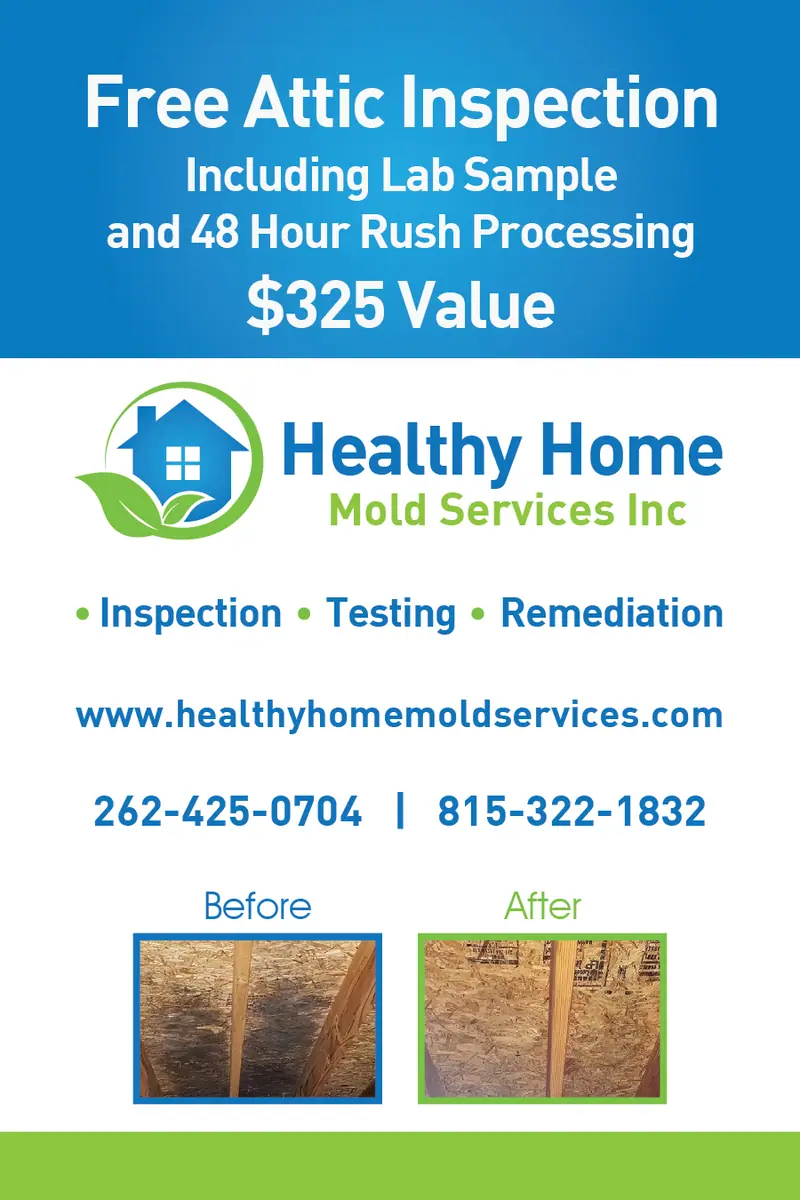 Free Attic Inspection
Including Lab Sample
and 48 Hour Rush Processing
$325 Value
Healthy Home
Mold Services Inc
• Inspection • Testing • Remediation
www.healthyhomemoldservices.com
262-425-0704 | 815-322-1832
Before After